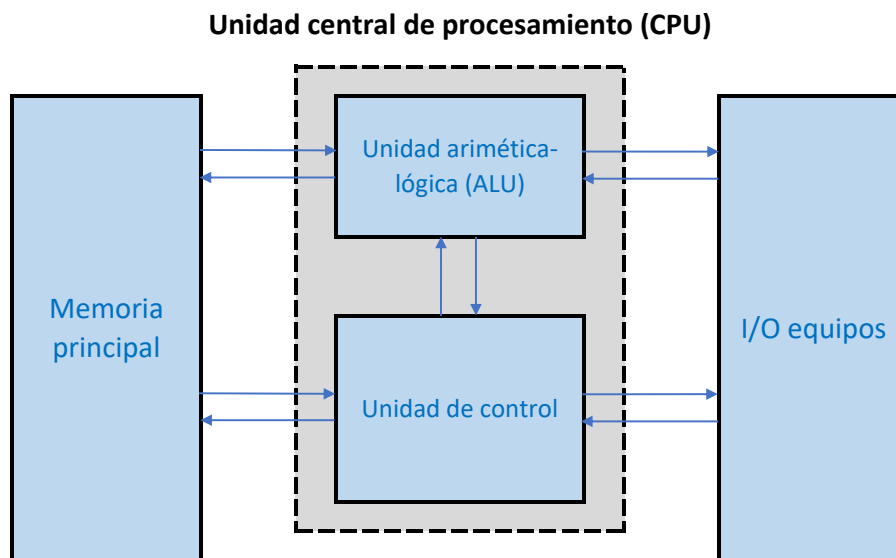 Unidad central de procesamiento (CPU)
Unidad arimética-
lógica (ALU)
Memoria
principal
I/O equipos
Unidad de control